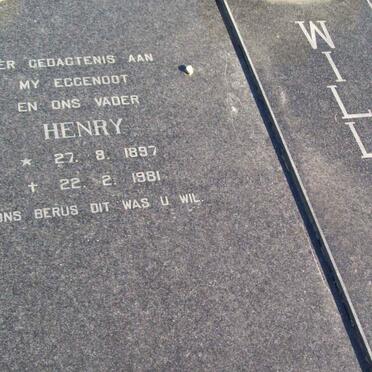 ER GEDAGTENIS AAN
MY EGGENOOT
EN ONS VADER
HENRY
* 27. 8. 1897
† 22. 2. 1981
ONS BERUS DIT WAS U WIL.
WILL